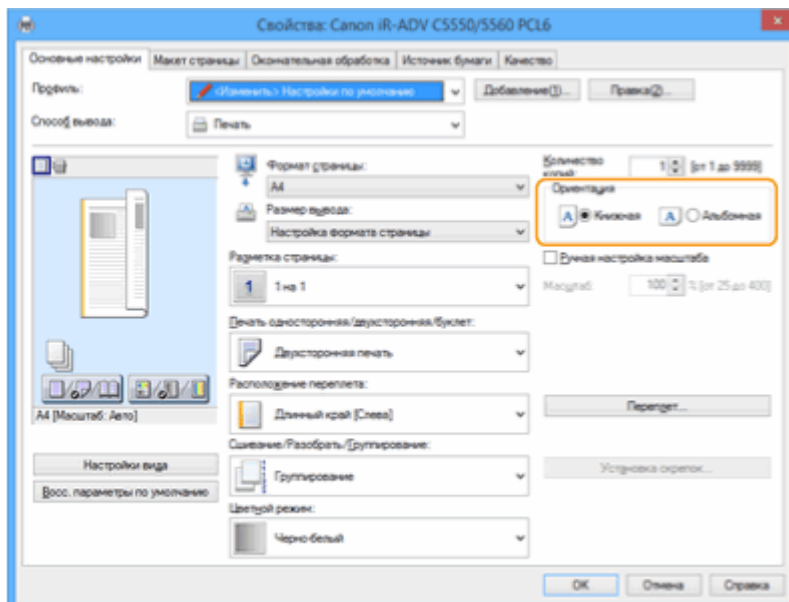 Свойства: Canon iR-ADV C5550/5560 PCL6
Основные настройки Макет страницы Окончательная обработка Источник бумаги Качество
Профиль: <Изменить> Настройки по умолчанию Добавление(1)... Правка(2)...
Способ вывода: Печать
Формат страницы:
A4
Размер вывода:
Настройка формата страницы
Разметка страницы:
1 1 на 1
Печать односторонняя/двухсторонняя/буклет:
Двухсторонняя печать
Расположение переплета:
Длинный край [Слева]
Сшивание/Разобрать/Группирование:
Группирование
Цветной режим:
Черно-белый
Количество копий: 1 [от 1 до 9999]
Ориентация
A Книжная A Альбомная
Ручная настройка масштаба
Масштаб: 100 % [от 25 до 400]
Переплет...
Установка скрепок...
A4 [Масштаб: Авто]
Настройки вида
Восс. параметры по умолчанию
OK Отмена Справка